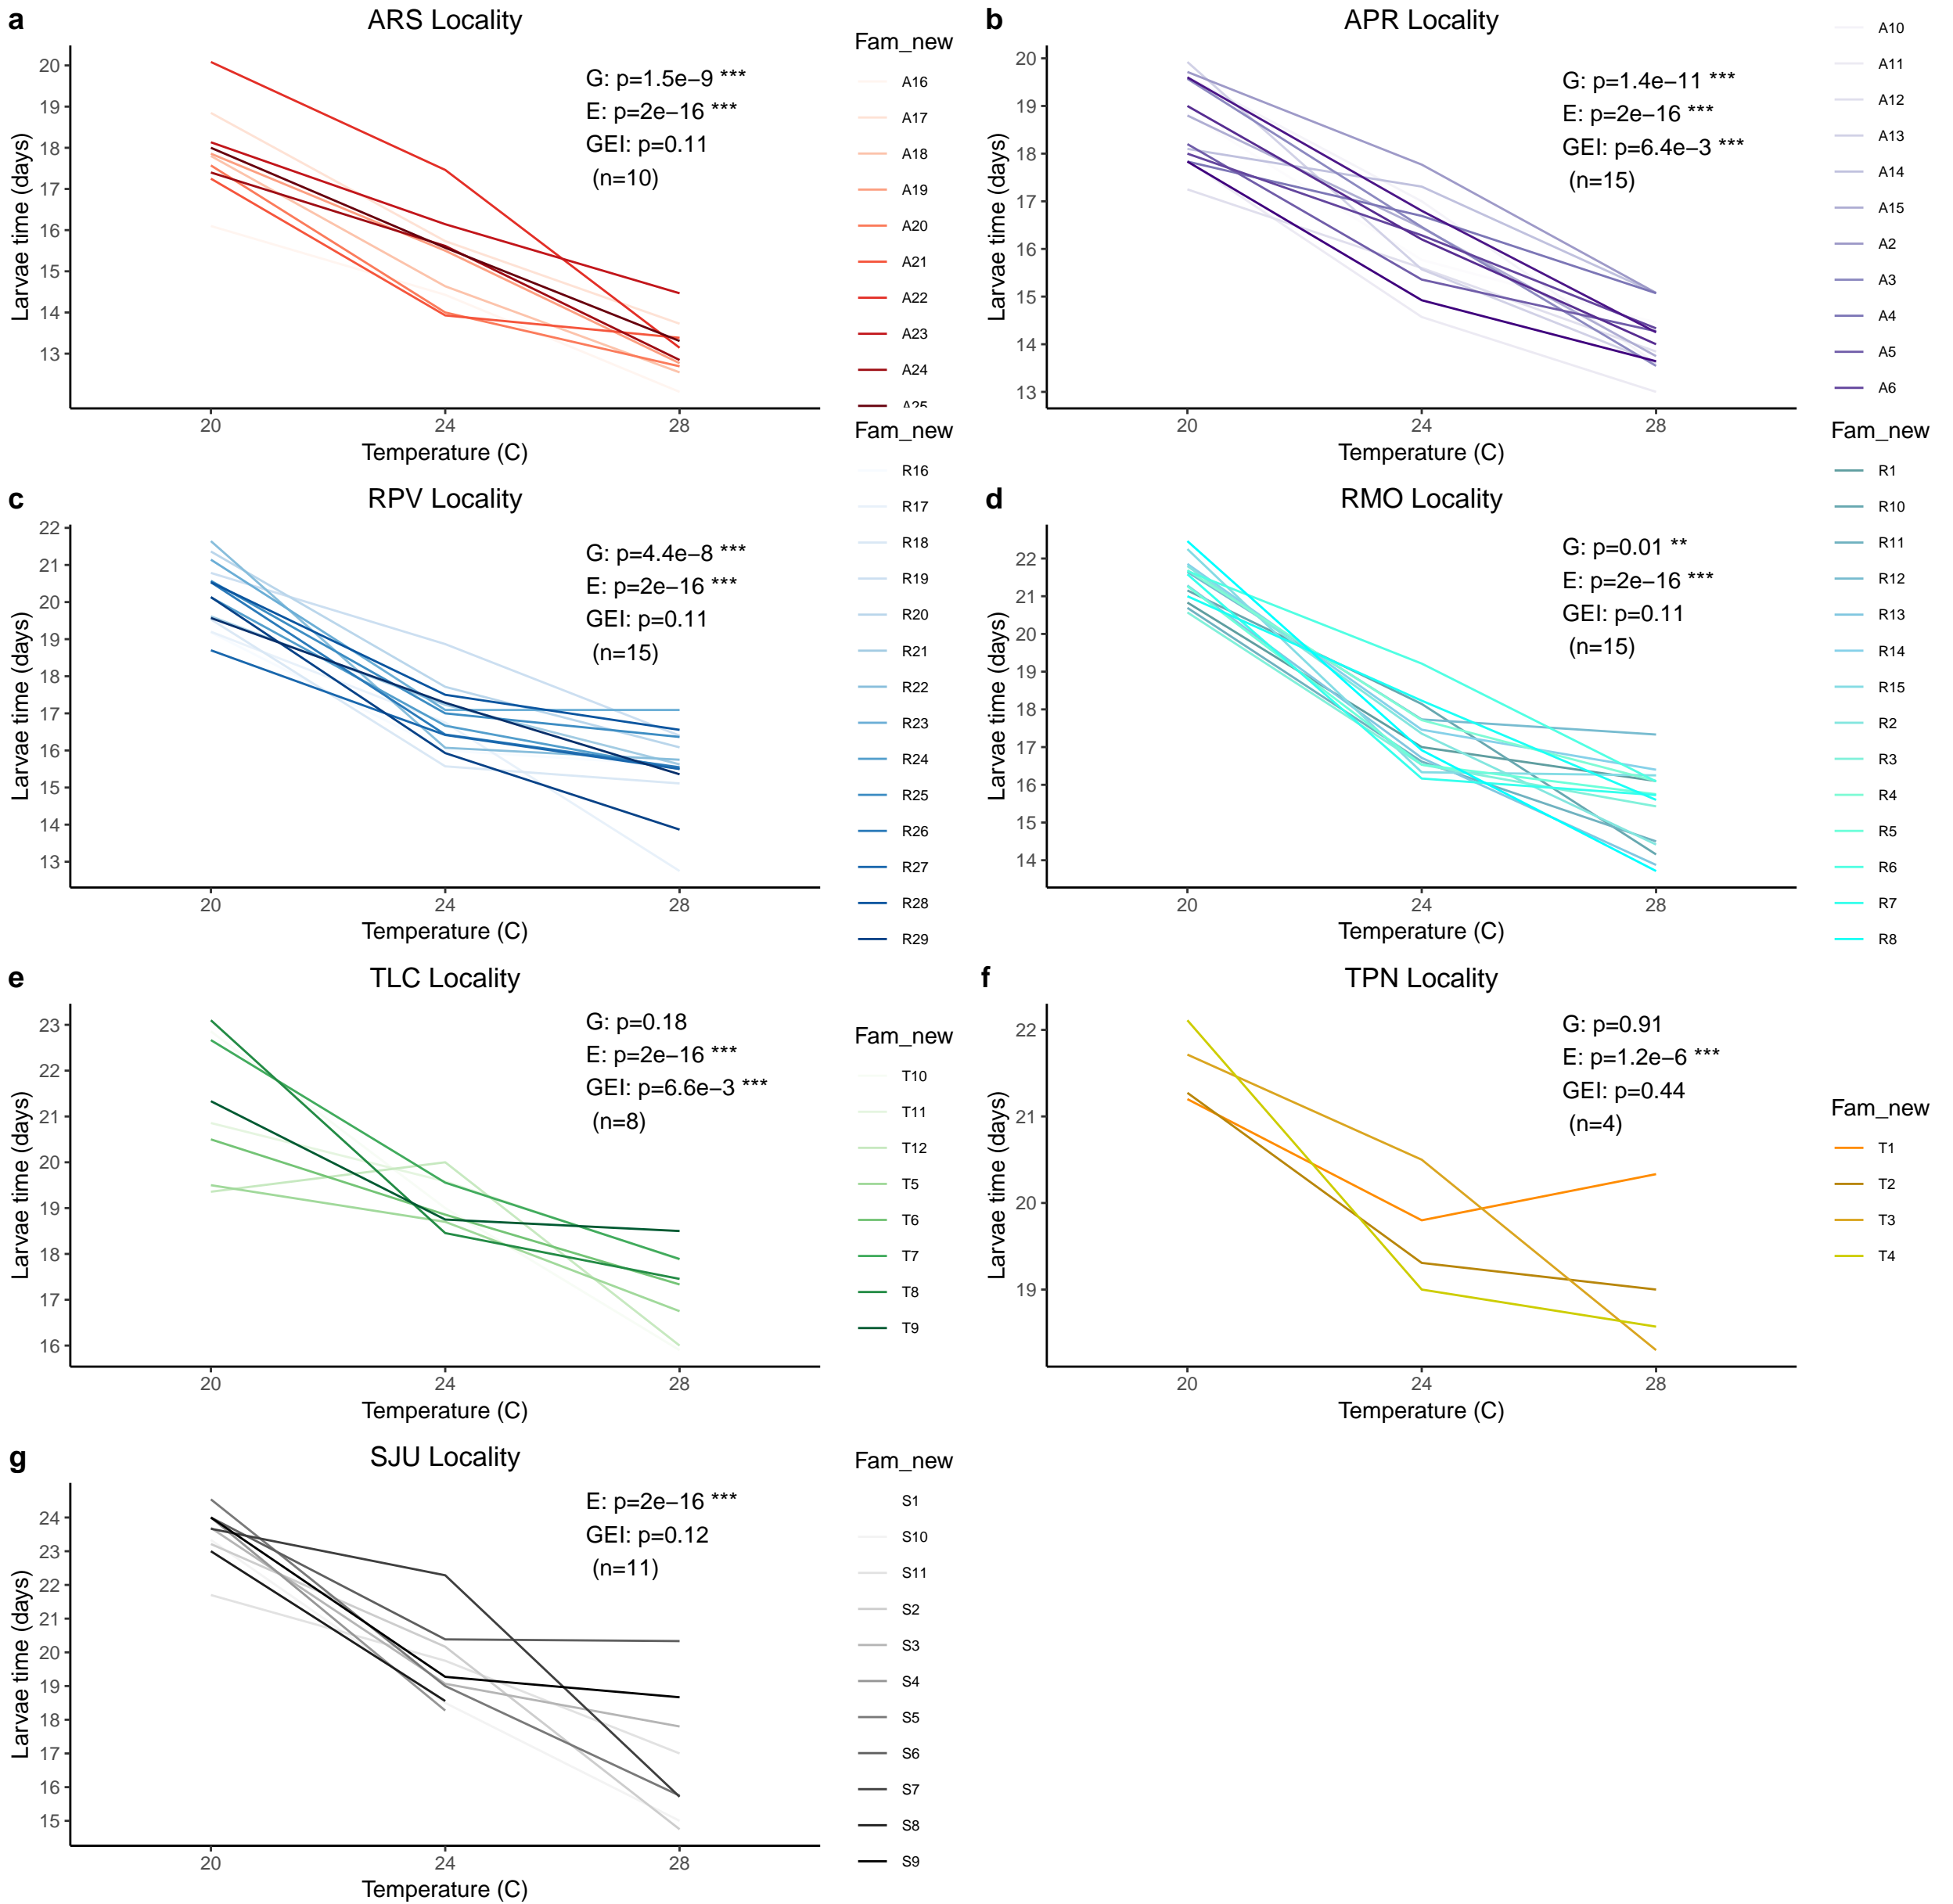 a
ARS Locality
Larvae time (days)
20
19
18
17
16
15
14
13
G: p=1.5e−9 ***
E: p=2e−16 ***
GEI: p=0.11
(n=10)
20
24
28
Temperature (C)
Fam_new
A16
A17
A18
A19
A20
A21
A22
A23
A24
A25
b
APR Locality
Larvae time (days)
20
19
18
17
16
15
14
13
G: p=1.4e−11 ***
E: p=2e−16 ***
GEI: p=6.4e−3 ***
(n=15)
20
24
28
Temperature (C)
A10
A11
A12
A13
A14
A15
A2
A3
A4
A5
A6
c
RPV Locality
Larvae time (days)
22
21
20
19
18
17
16
15
14
13
G: p=4.4e−8 ***
E: p=2e−16 ***
GEI: p=0.11
(n=15)
20
24
28
Temperature (C)
Fam_new
R16
R17
R18
R19
R20
R21
R22
R23
R24
R25
R26
R27
R28
R29
d
RMO Locality
Larvae time (days)
22
21
20
19
18
17
16
15
14
G: p=0.01 **
E: p=2e−16 ***
GEI: p=0.11
(n=15)
20
24
28
Temperature (C)
Fam_new
R1
R10
R11
R12
R13
R14
R15
R2
R3
R4
R5
R6
R7
R8
e
TLC Locality
Larvae time (days)
23
22
21
20
19
18
17
16
G: p=0.18
E: p=2e−16 ***
GEI: p=6.6e−3 ***
(n=8)
20
24
28
Temperature (C)
Fam_new
T10
T11
T12
T5
T6
T7
T8
T9
f
TPN Locality
Larvae time (days)
22
21
20
19
G: p=0.91
E: p=1.2e−6 ***
GEI: p=0.44
(n=4)
20
24
28
Temperature (C)
Fam_new
T1
T2
T3
T4
g
SJU Locality
Larvae time (days)
24
23
22
21
20
19
18
17
16
15
E: p=2e−16 ***
GEI: p=0.12
(n=11)
20
24
28
Temperature (C)
Fam_new
S1
S10
S11
S2
S3
S4
S5
S6
S7
S8
S9